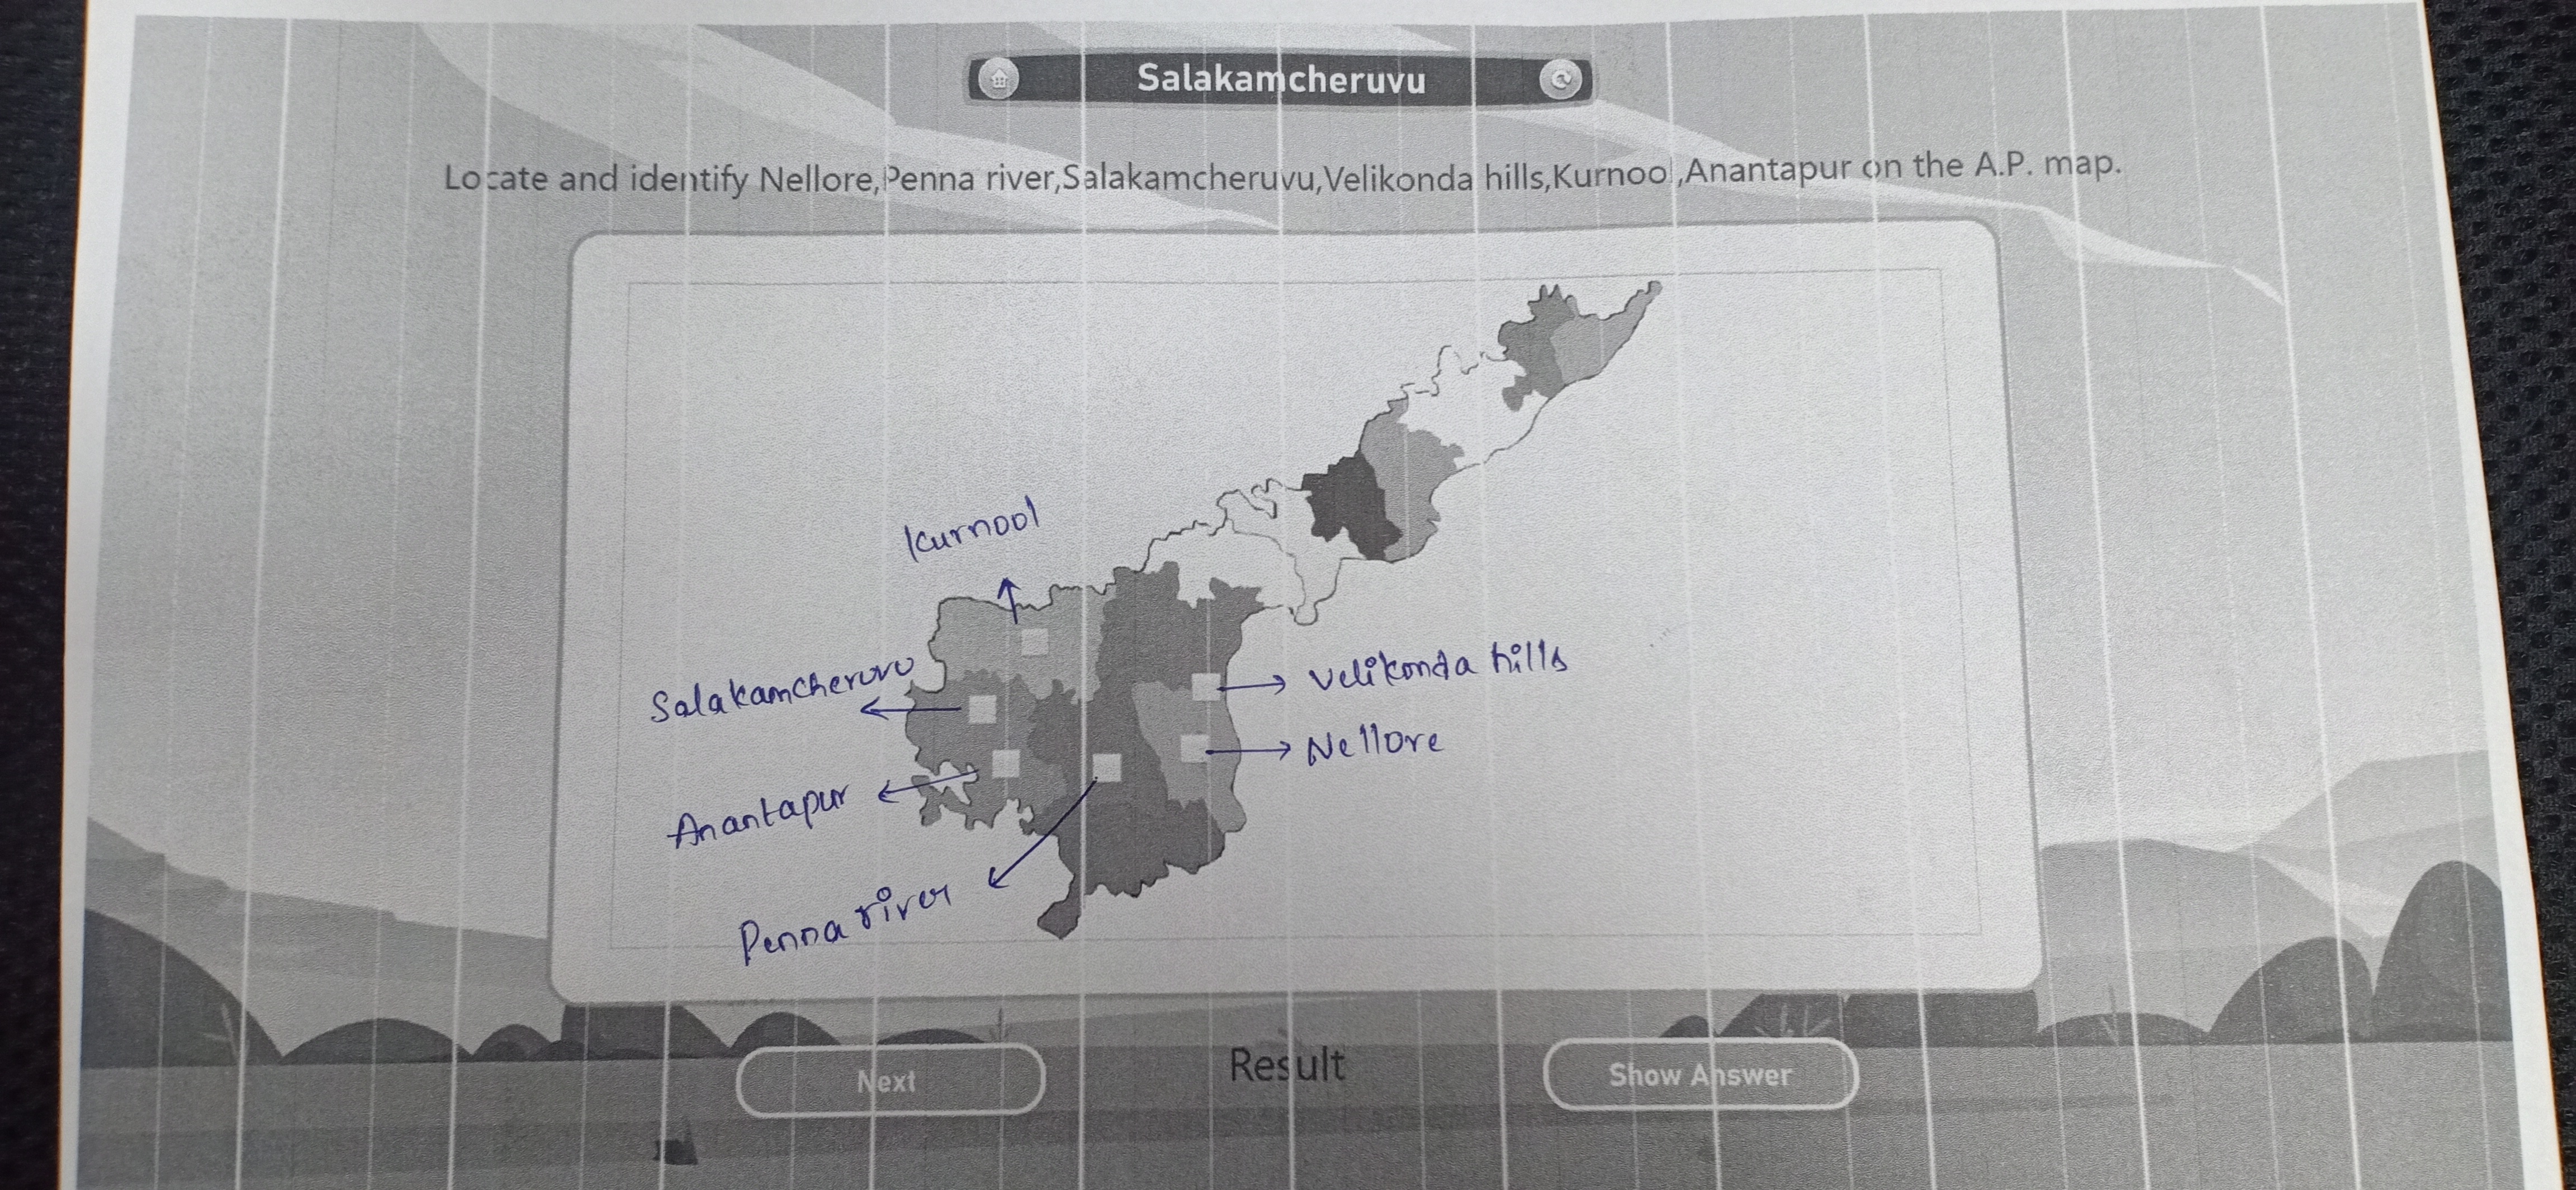 Salakamcheruvu
Locate and identify Nellore,Penna river,Salakamcheruvu,Velikonda hills,Kurnool,Anantapur on the A.P. map.
Kurnool
Salakamcheruvu
Velikonda hills
Nellore
Anantapur
Penna river
Next
Result
Show Answer